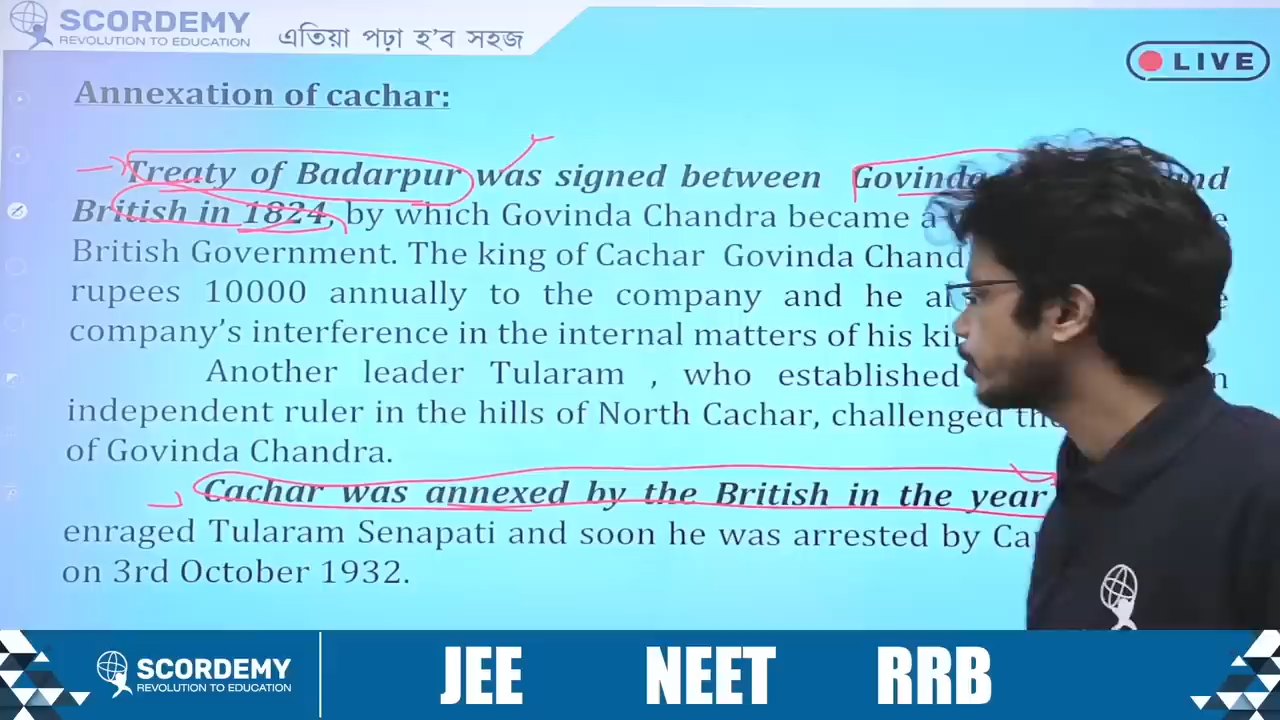 SCORDEMY
REVOLUTION TO EDUCATION
এতিয়া পঢ়া হ'ব সহজ
LIVE
Annexation of cachar:
Treaty of Badarpur was signed between Govinda
British in 1824, by which Govinda Chandra became a
British Government. The king of Cachar Govinda
rupees 10000 annually to the company and he
company's interference in the internal matters of his
Another leader Tularam , who established
independent ruler in the hills of North Cachar, challenged
of Govinda Chandra.
Cachar was annexed by the British in the year
enraged Tularam Senapati and soon he was arrested by
on 3rd October 1932.
SCORDEMY
REVOLUTION TO EDUCATION
JEE NEET RRB